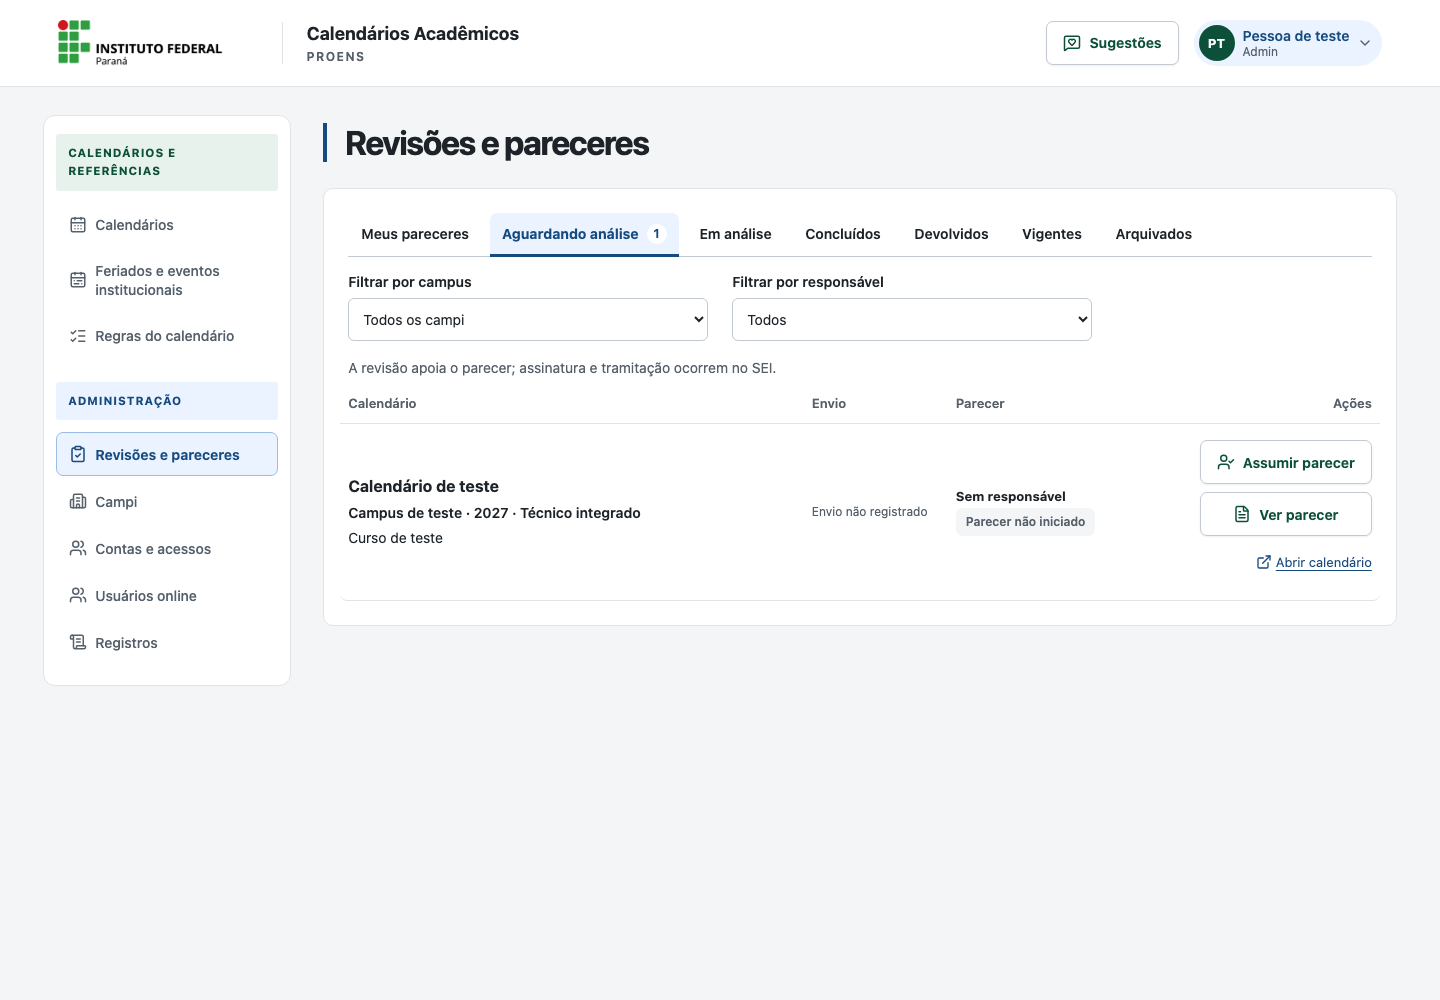 INSTITUTO FEDERAL
Paraná
Calendários Acadêmicos
PROENS
Sugestões
PT
Pessoa de teste
Admin
CALENDÁRIOS E
REFERÊNCIAS
Calendários
Feriados e eventos
institucionais
Regras do calendário
ADMINISTRAÇÃO
Revisões e pareceres
Campi
Contas e acessos
Usuários online
Registros
Revisões e pareceres
Meus pareceres
Aguardando análise 1
Em análise
Concluídos
Devolvidos
Vigentes
Arquivados
Filtrar por campus
Todos os campi
Filtrar por responsável
Todos
A revisão apoia o parecer; assinatura e tramitação ocorrem no SEI.
Calendário
Envio
Parecer
Ações
Calendário de teste
Campus de teste · 2027 · Técnico integrado
Curso de teste
Envio não registrado
Sem responsável
Parecer não iniciado
Assumir parecer
Ver parecer
Abrir calendário